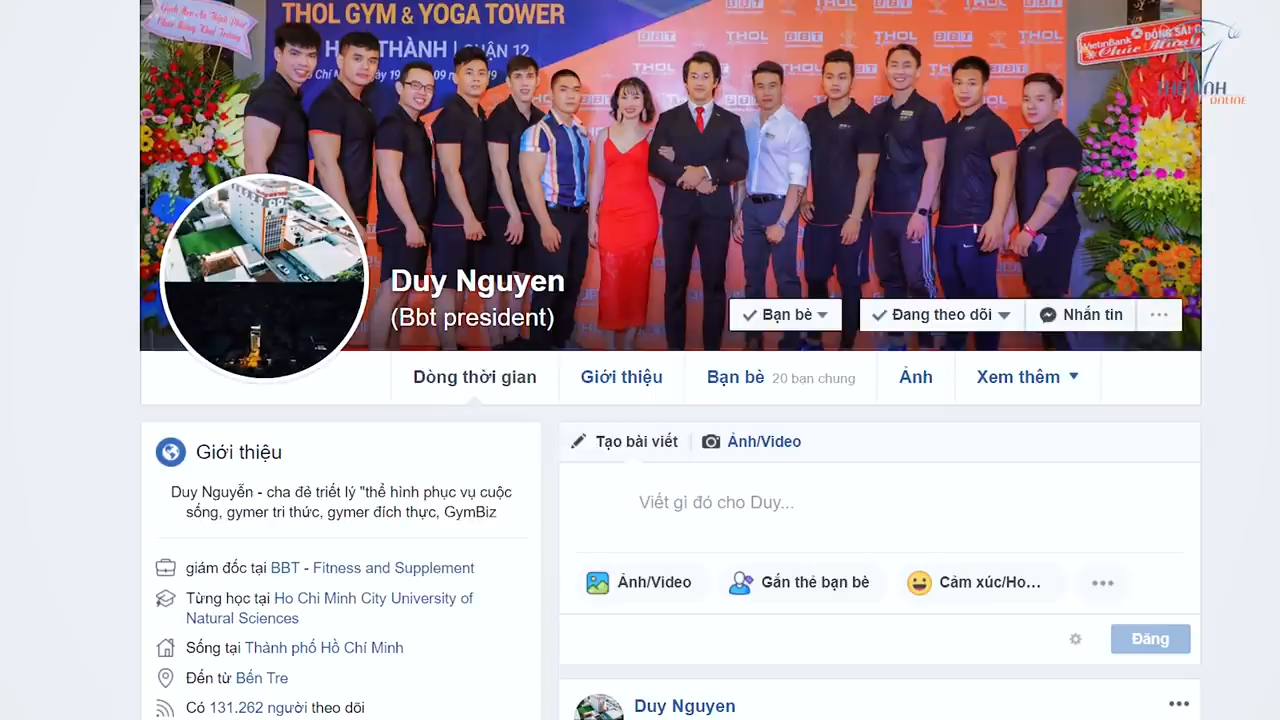 THOL GYM & YOGA TOWER
THÀNH | QUẬN 12
VietinBank
ONLINE
Duy Nguyen
(Bbt president)
Bạn bè
Đang theo dõi
Nhắn tin
Dòng thời gian
Giới thiệu
Bạn bè 20 bạn chung
Ảnh
Xem thêm
Giới thiệu
Duy Nguyễn - cha đẻ triết lý "thể hình phục vụ cuộc
sống, gymer tri thức, gymer đích thực, GymBiz
giám đốc tại BBT - Fitness and Supplement
Từng học tại Ho Chi Minh City University of
Natural Sciences
Sống tại Thành phố Hồ Chí Minh
Đến từ Bến Tre
Có 131.262 người theo dõi
Tạo bài viết
Ảnh/Video
Viết gì đó cho Duy...
Ảnh/Video
Gắn thẻ bạn bè
Cảm xúc/Ho...
Đăng
Duy Nguyen